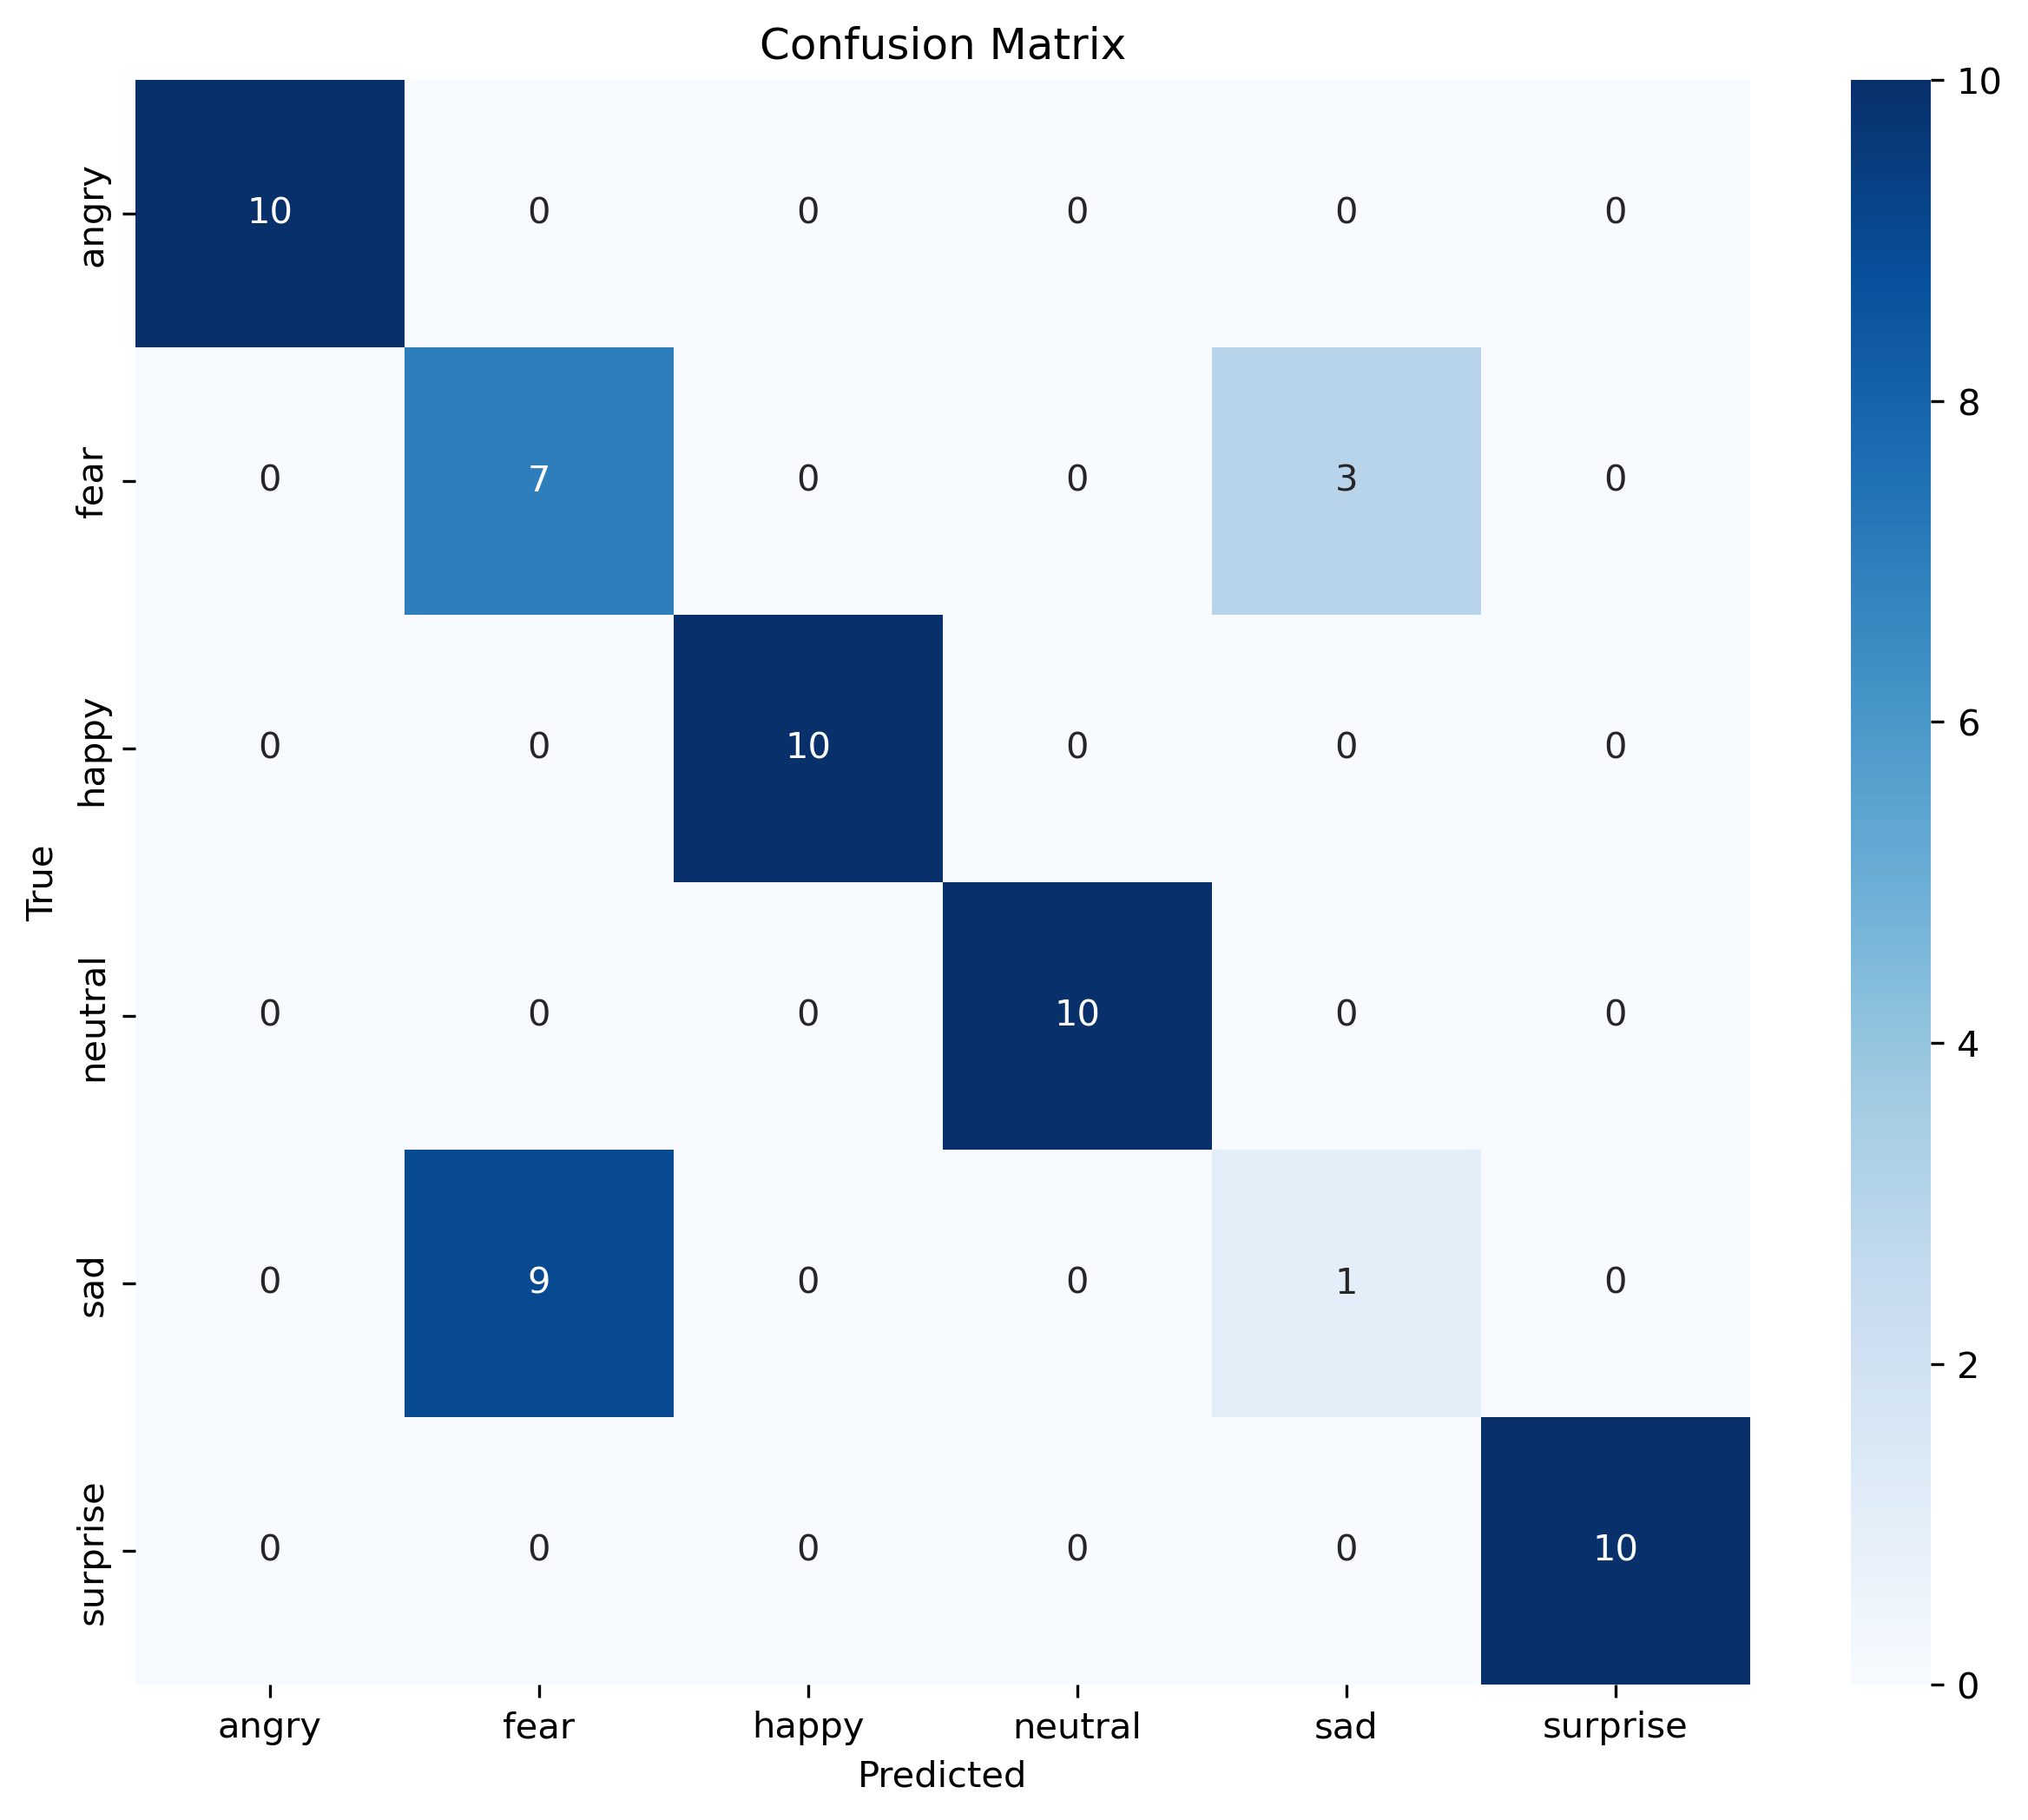 Confusion Matrix
True
angry 10 0 0 0 0 0
fear 0 7 0 0 3 0
happy 0 0 10 0 0 0
neutral 0 0 0 10 0 0
sad 0 9 0 0 1 0
surprise 0 0 0 0 0 10
angry fear happy neutral sad surprise
Predicted
10
8
6
4
2
0